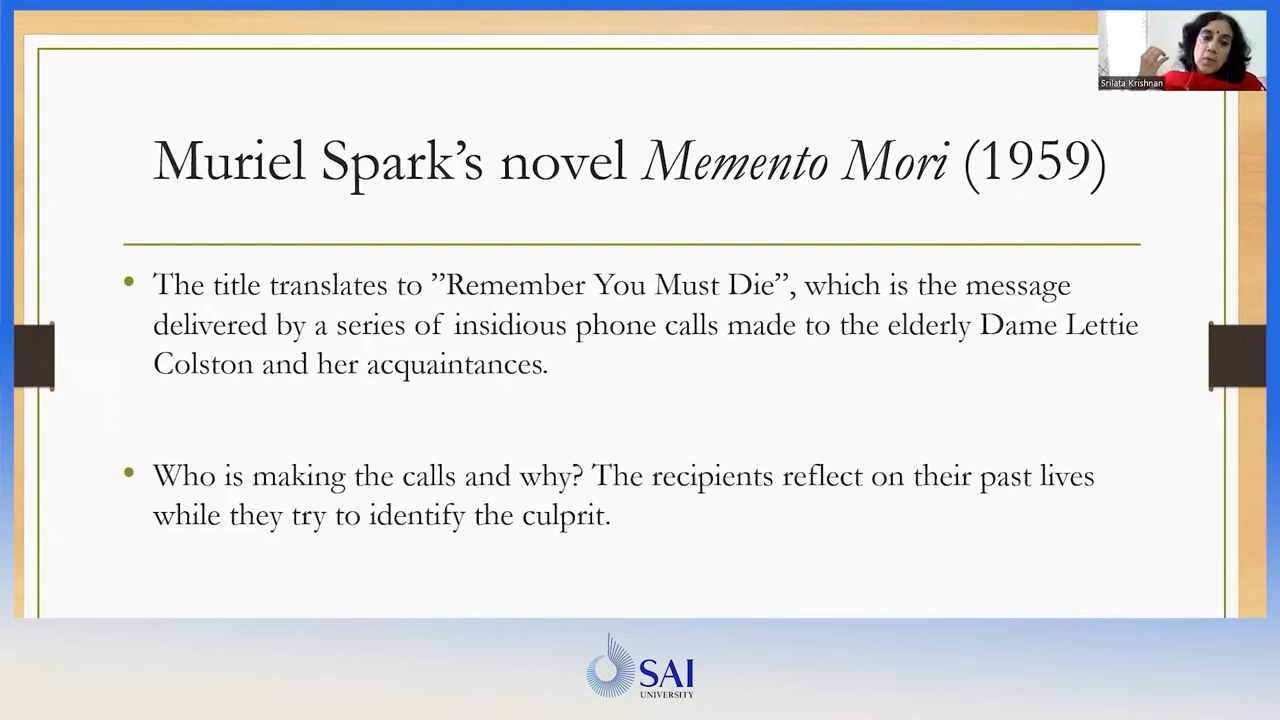 Srilata Krishnan
Muriel Spark’s novel Memento Mori (1959)
• The title translates to ”Remember You Must Die”, which is the message
delivered by a series of insidious phone calls made to the elderly Dame Lettie
Colston and her acquaintances.
• Who is making the calls and why? The recipients reflect on their past lives
while they try to identify the culprit.
SAI
UNIVERSITY